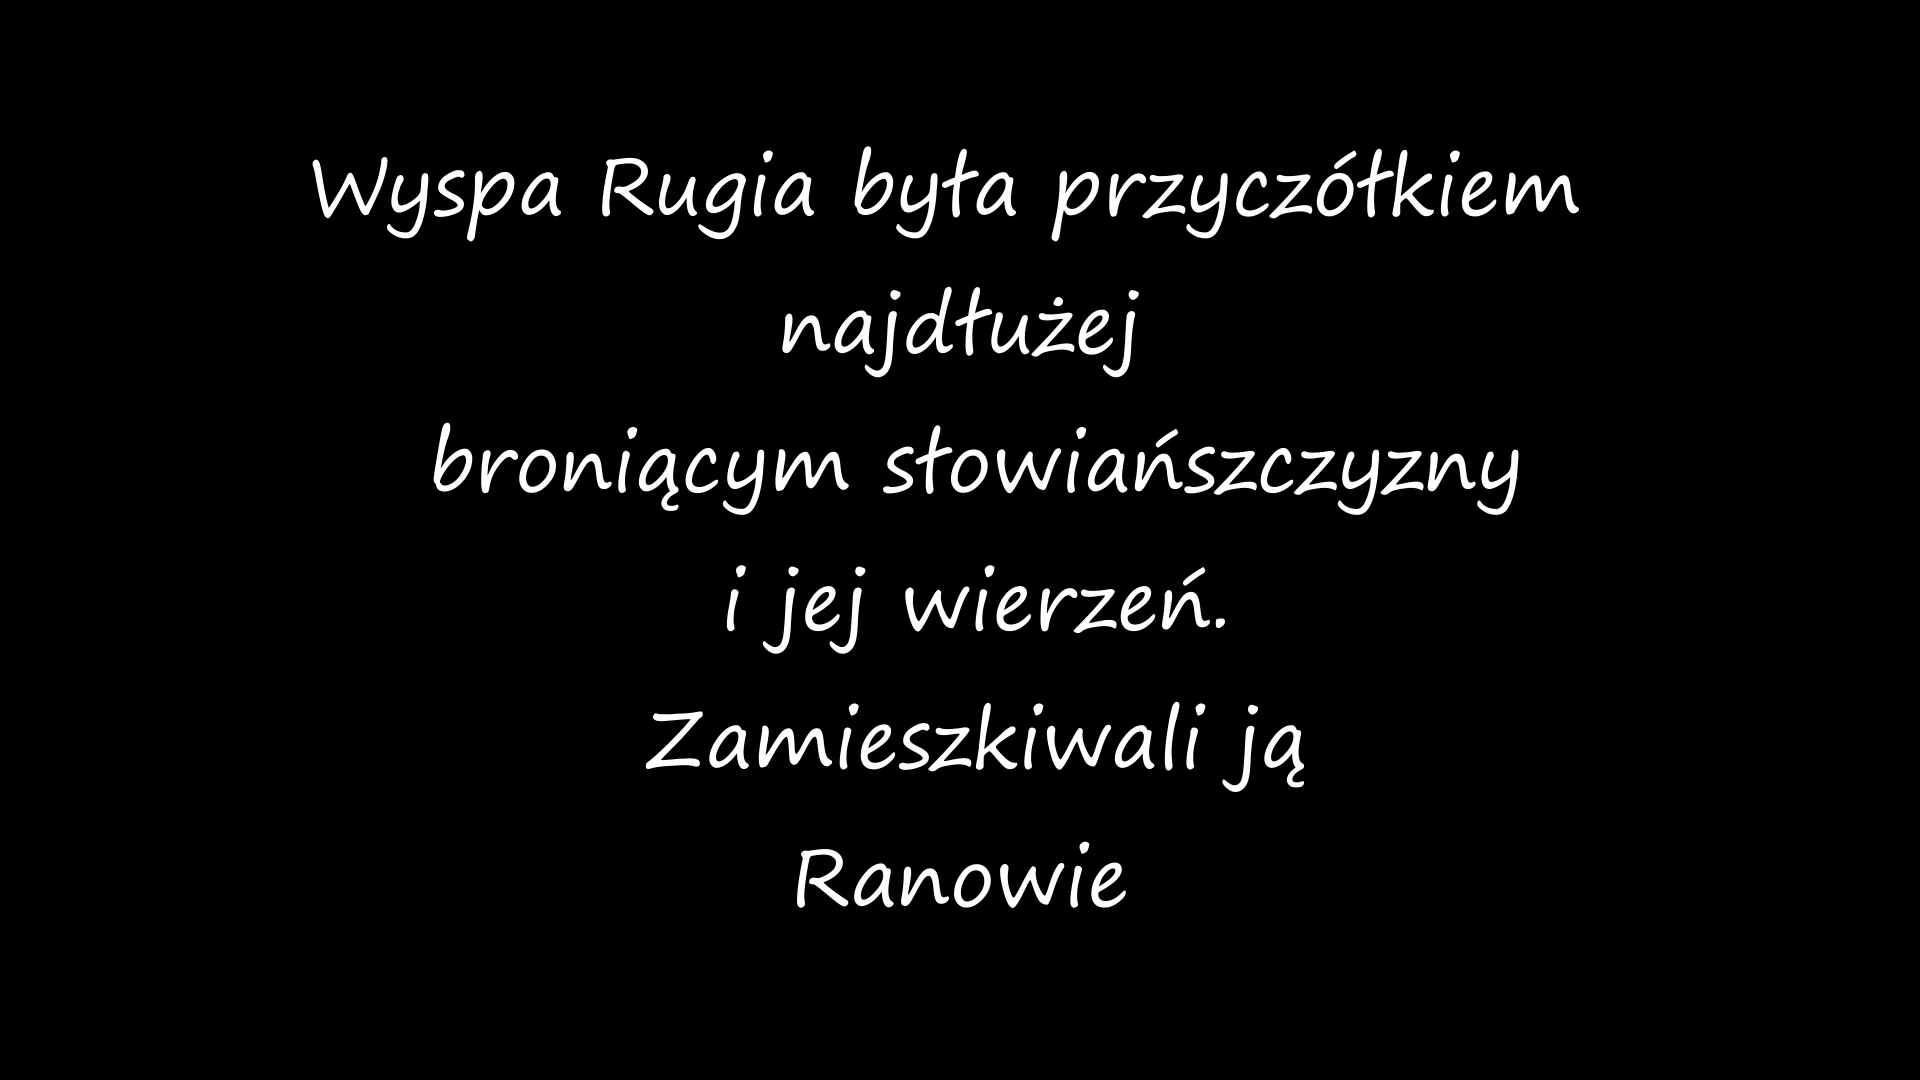 Wyspa Rugia była przyczółkiem
najdłużej
broniącym słowiańszczyzny
i jej wierzeń.
Zamieszkiwali ją
Ranowie